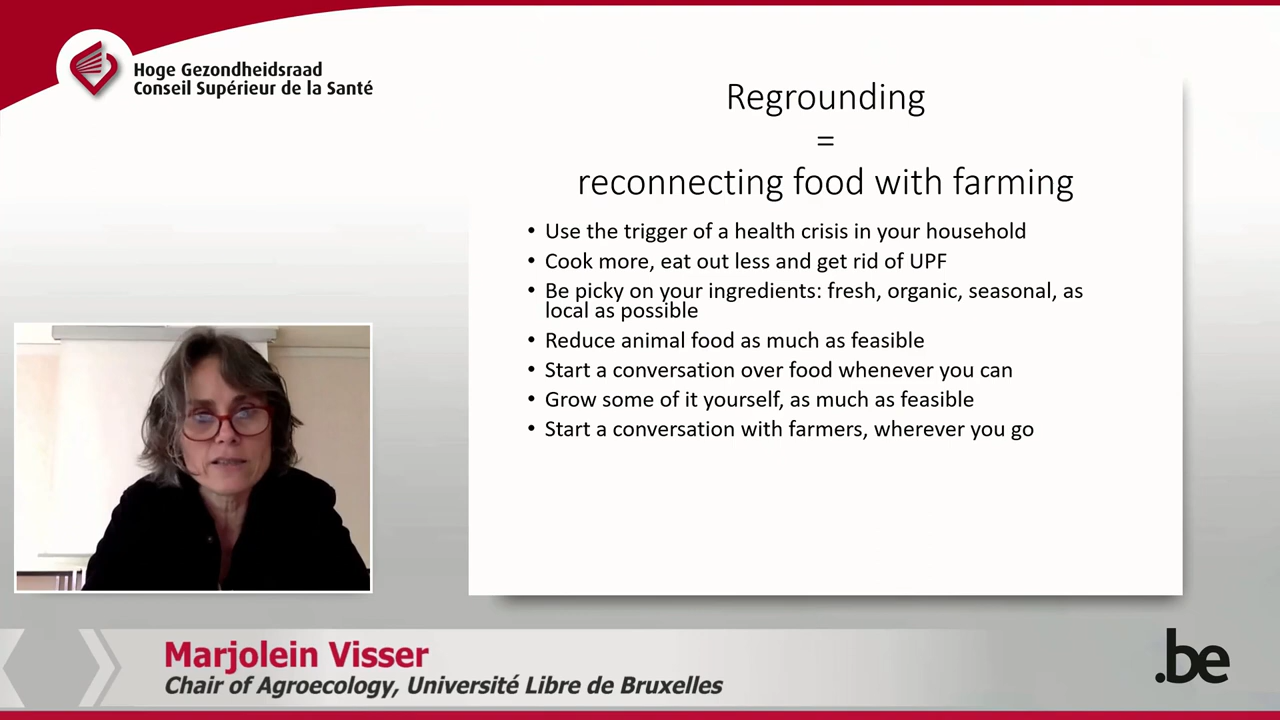 Hoge Gezondheidsraad
Conseil Supérieur de la Santé
Regrounding
=
reconnecting food with farming
• Use the trigger of a health crisis in your household
• Cook more, eat out less and get rid of UPF
• Be picky on your ingredients: fresh, organic, seasonal, as
local as possible
• Reduce animal food as much as feasible
• Start a conversation over food whenever you can
• Grow some of it yourself, as much as feasible
• Start a conversation with farmers, wherever you go
Marjolein Visser
Chair of Agroecology, Université Libre de Bruxelles
.be